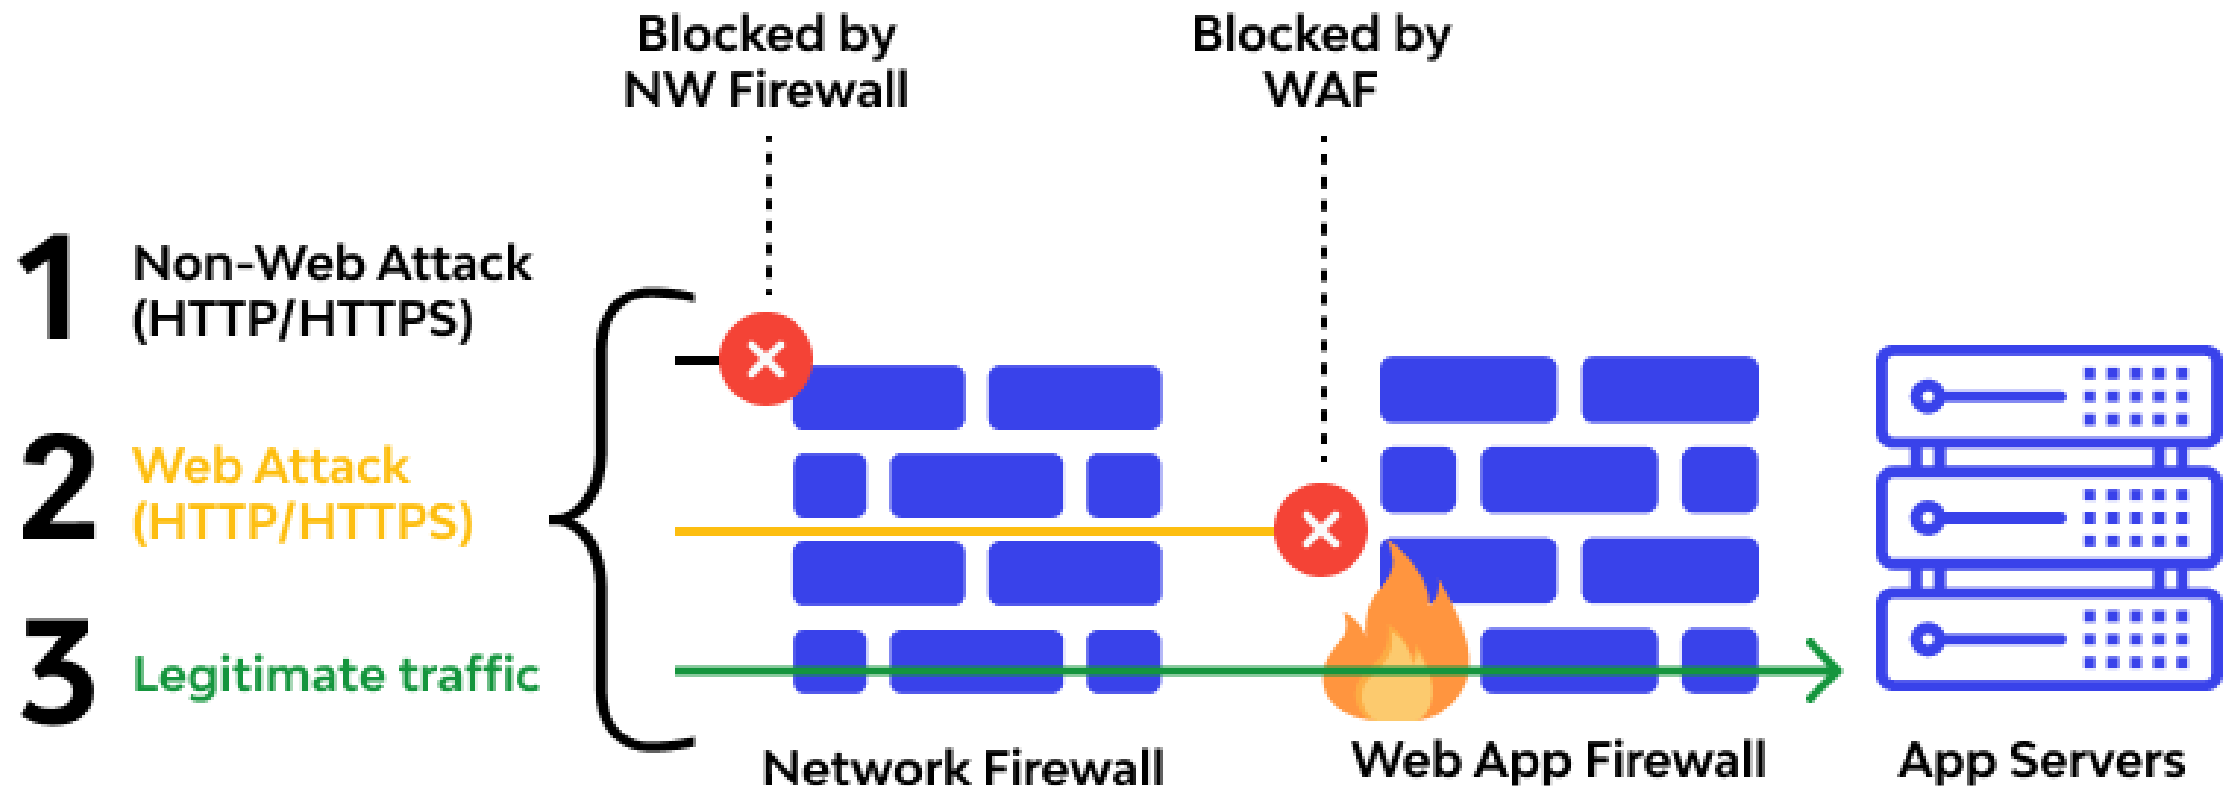 Blocked by
NW Firewall
Blocked by
WAF
1
Non-Web Attack
(HTTP/HTTPS)
2
Web Attack
(HTTP/HTTPS)
3
Legitimate traffic
Network Firewall
Web App Firewall
App Servers